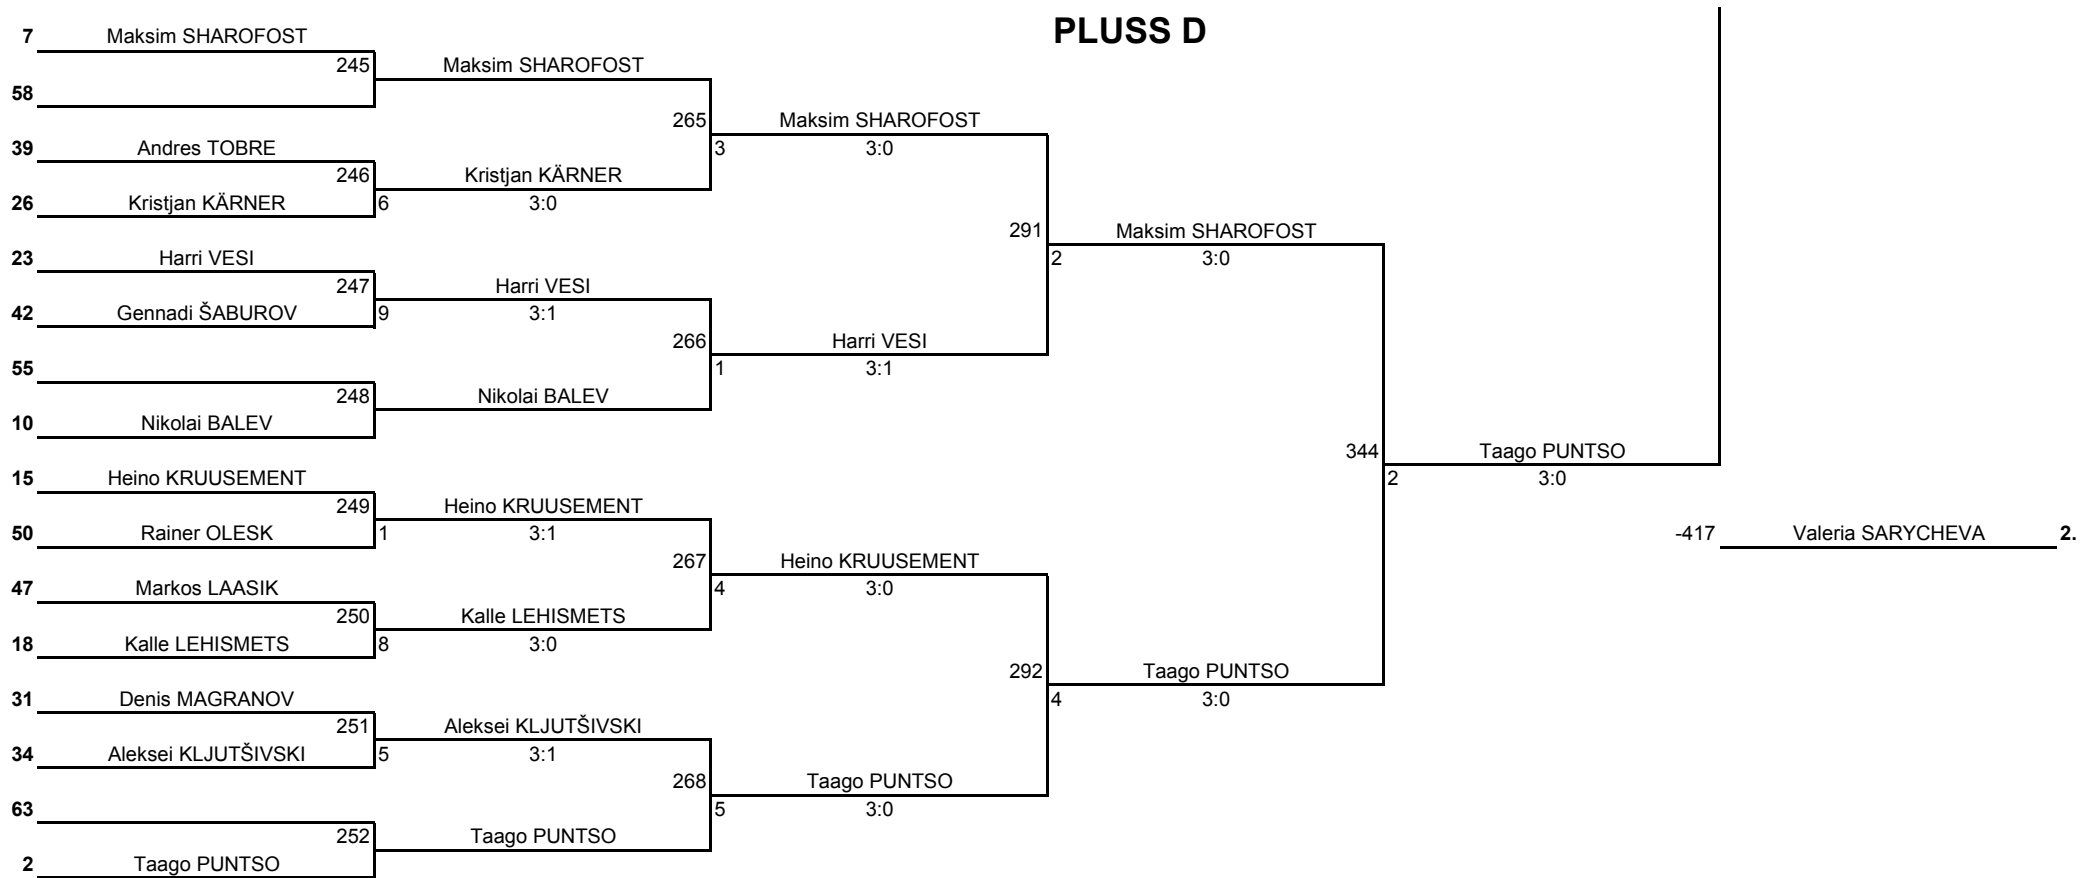 PLUSS D
7 Maksim SHAROFOST
245 Maksim SHAROFOST
58
265 Maksim SHAROFOST
39 Andres TOBRE
3 3:0
246 Kristjan KÄRNER
26 Kristjan KÄRNER 6 3:0
291 Maksim SHAROFOST
23 Harri VESI
2 3:0
247 Harri VESI
42 Gennadi ŠABUROV 9 3:1
266 Harri VESI
55
1 3:1
248 Nikolai BALEV
10 Nikolai BALEV
344 Taago PUNTSO
15 Heino KRUUSEMENT
2 3:0
249 Heino KRUUSEMENT
50 Rainer OLESK 1 3:1
-417 Valeria SARYCHEVA 2.
267 Heino KRUUSEMENT
47 Markos LAASIK
4 3:0
250 Kalle LEHISMETS
18 Kalle LEHISMETS 8 3:0
292 Taago PUNTSO
31 Denis MAGRANOV
4 3:0
251 Aleksei KLJUTŠIVSKI
34 Aleksei KLJUTŠIVSKI 5 3:1
268 Taago PUNTSO
63
5 3:0
252 Taago PUNTSO
2 Taago PUNTSO